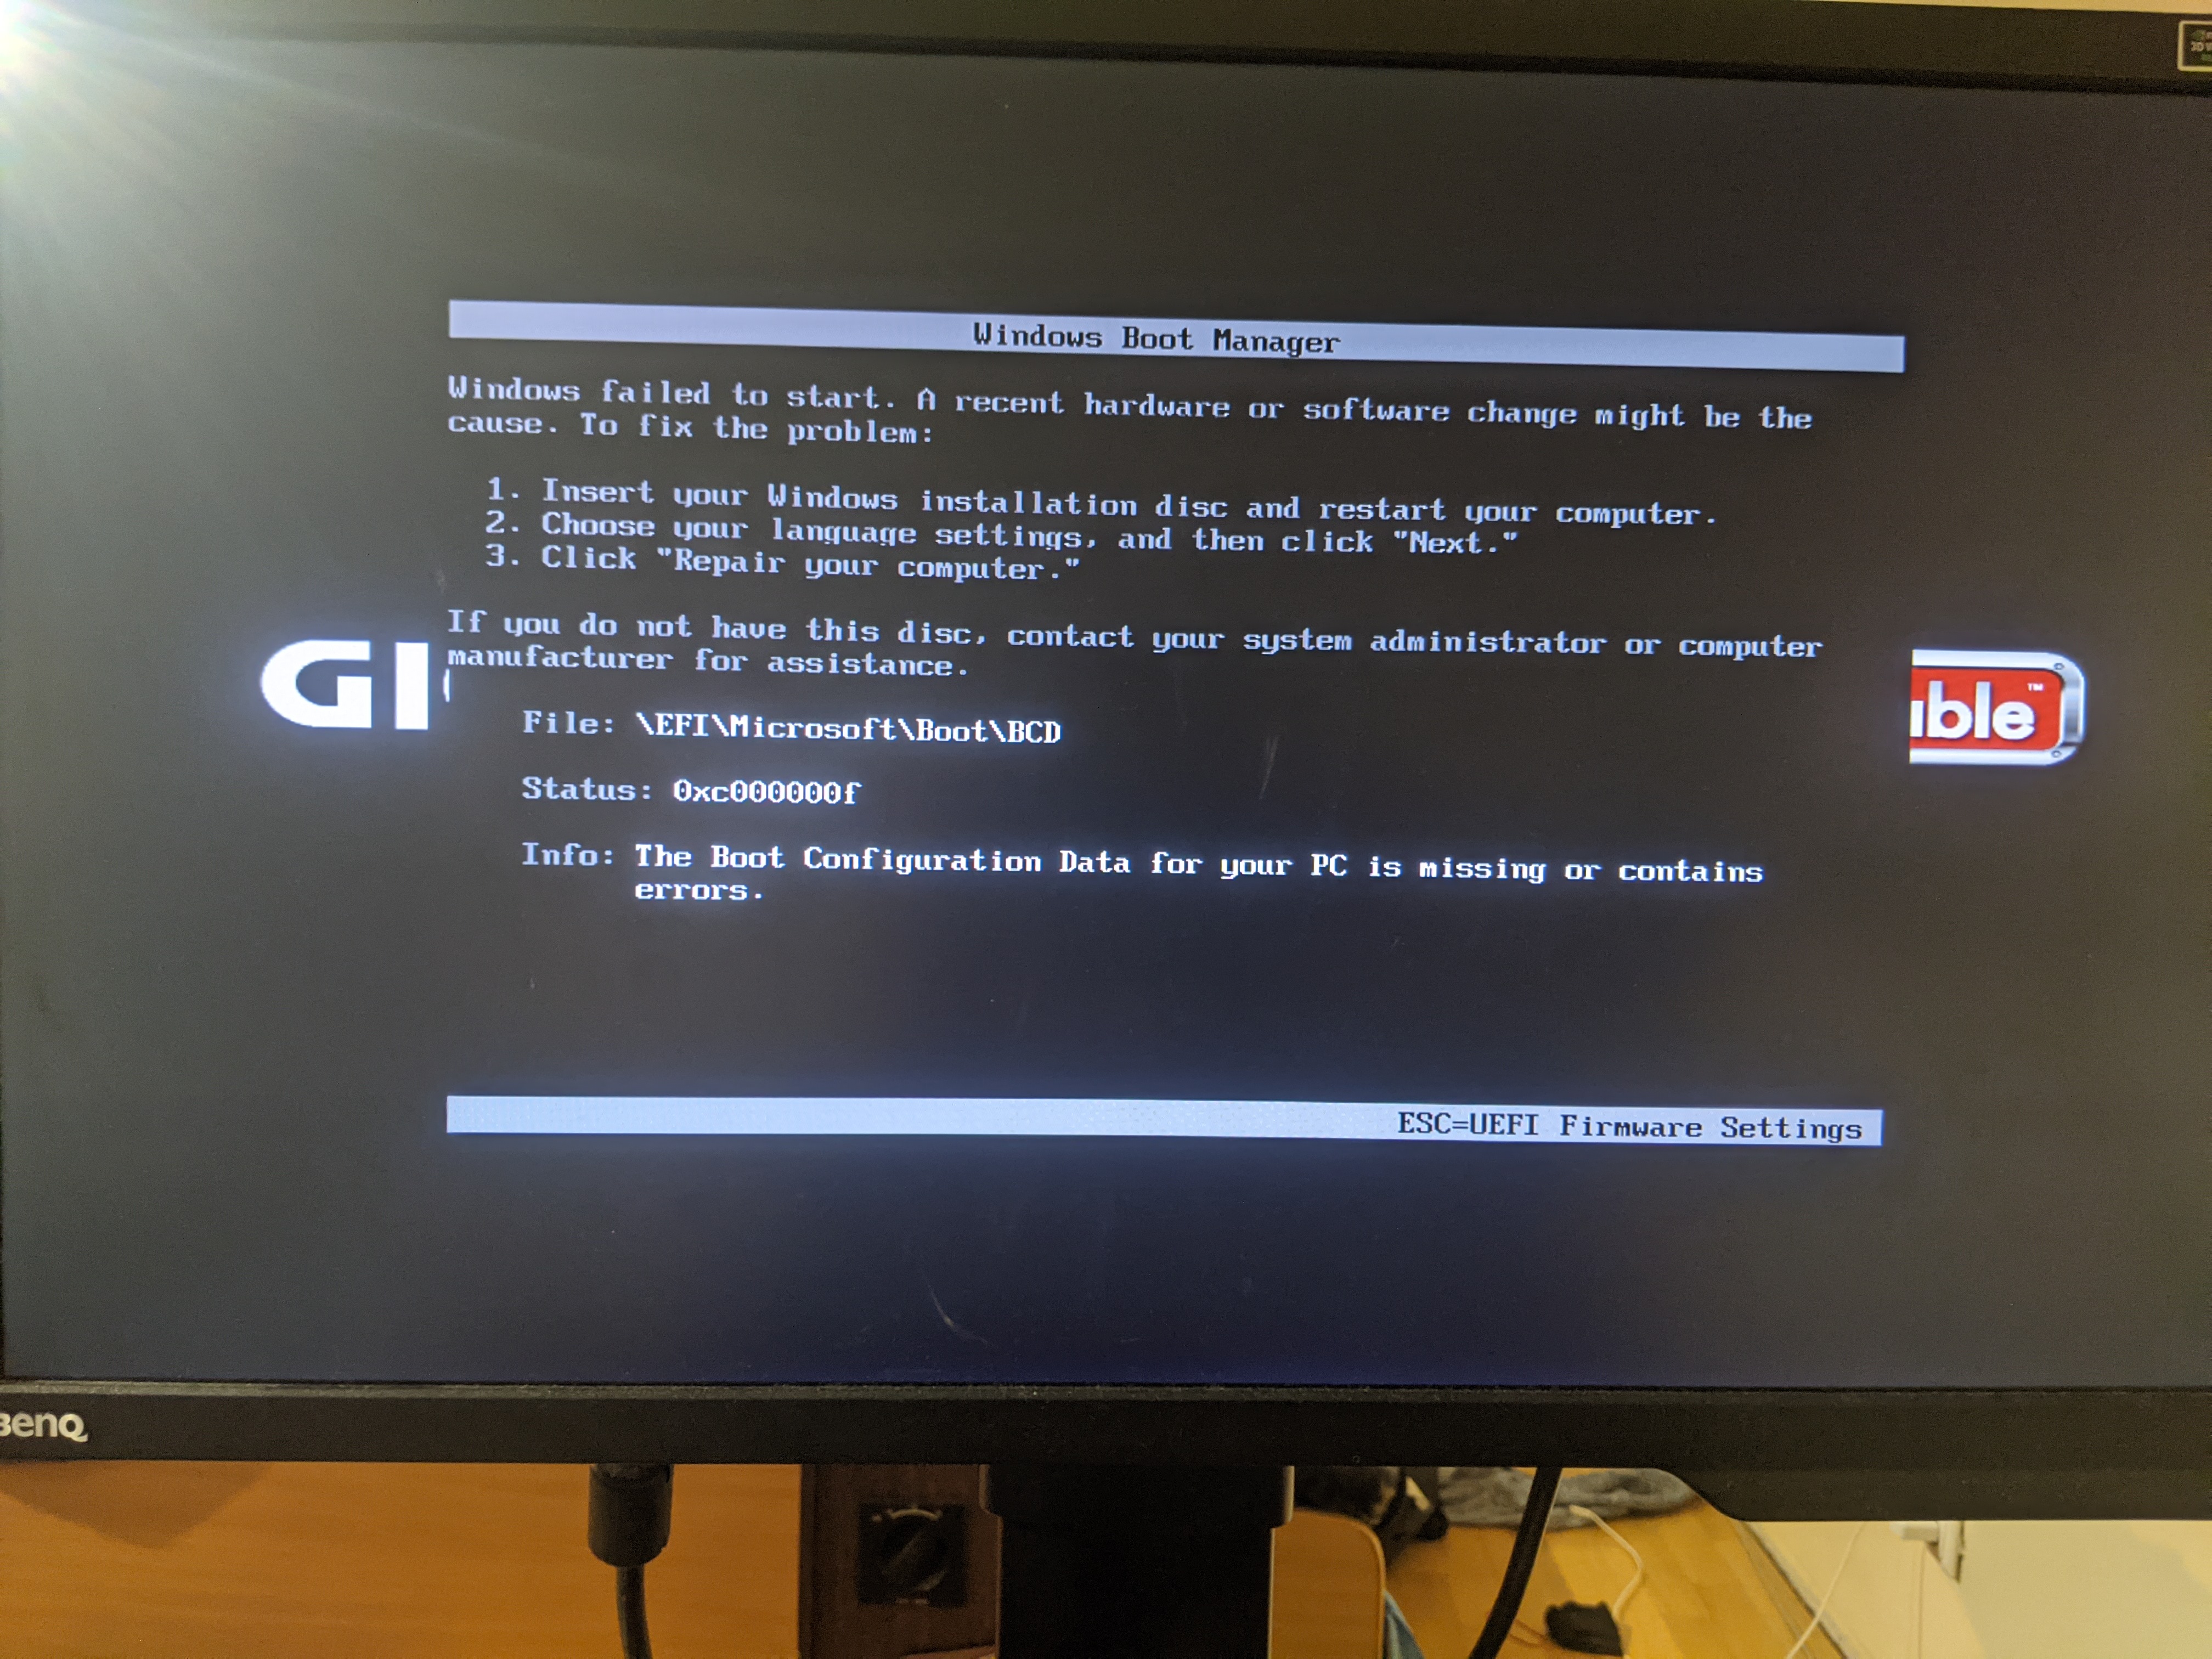 Windows Boot Manager
Windows failed to start. A recent hardware or software change might be the
cause. To fix the problem:
1. Insert your Windows installation disc and restart your computer.
2. Choose your language settings, and then click "Next."
3. Click "Repair your computer."
If you do not have this disc, contact your system administrator or computer
manufacturer for assistance.
GI
ible™
File: \EFI\Microsoft\Boot\BCD
Status: 0xc000000f
Info: The Boot Configuration Data for your PC is missing or contains
errors.
ESC=UEFI Firmware Settings
BenQ